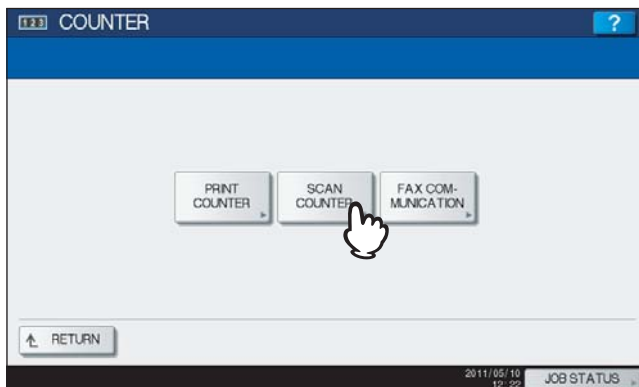 123 COUNTER ?
PRINT
COUNTER
SCAN
COUNTER
FAX COM-
MUNICATION
RETURN
2011/05/10
12:22
JOB STATUS